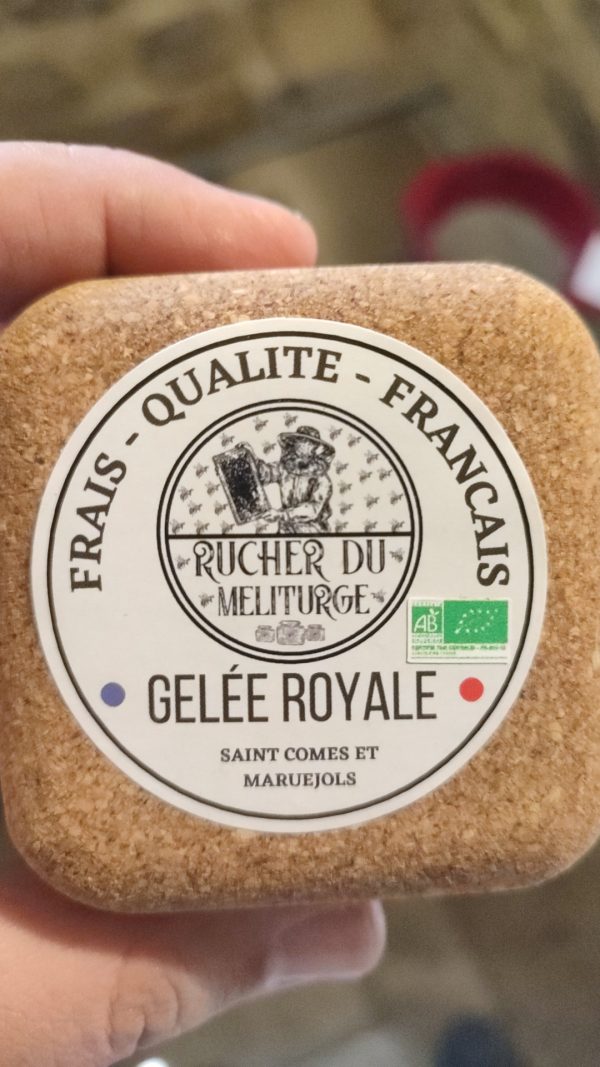 FRAIS - QUALITE - FRANCAIS
RUCHER DU
MELITURGE
AB
GELÉE ROYALE
SAINT COMES ET
MARUEJOLS